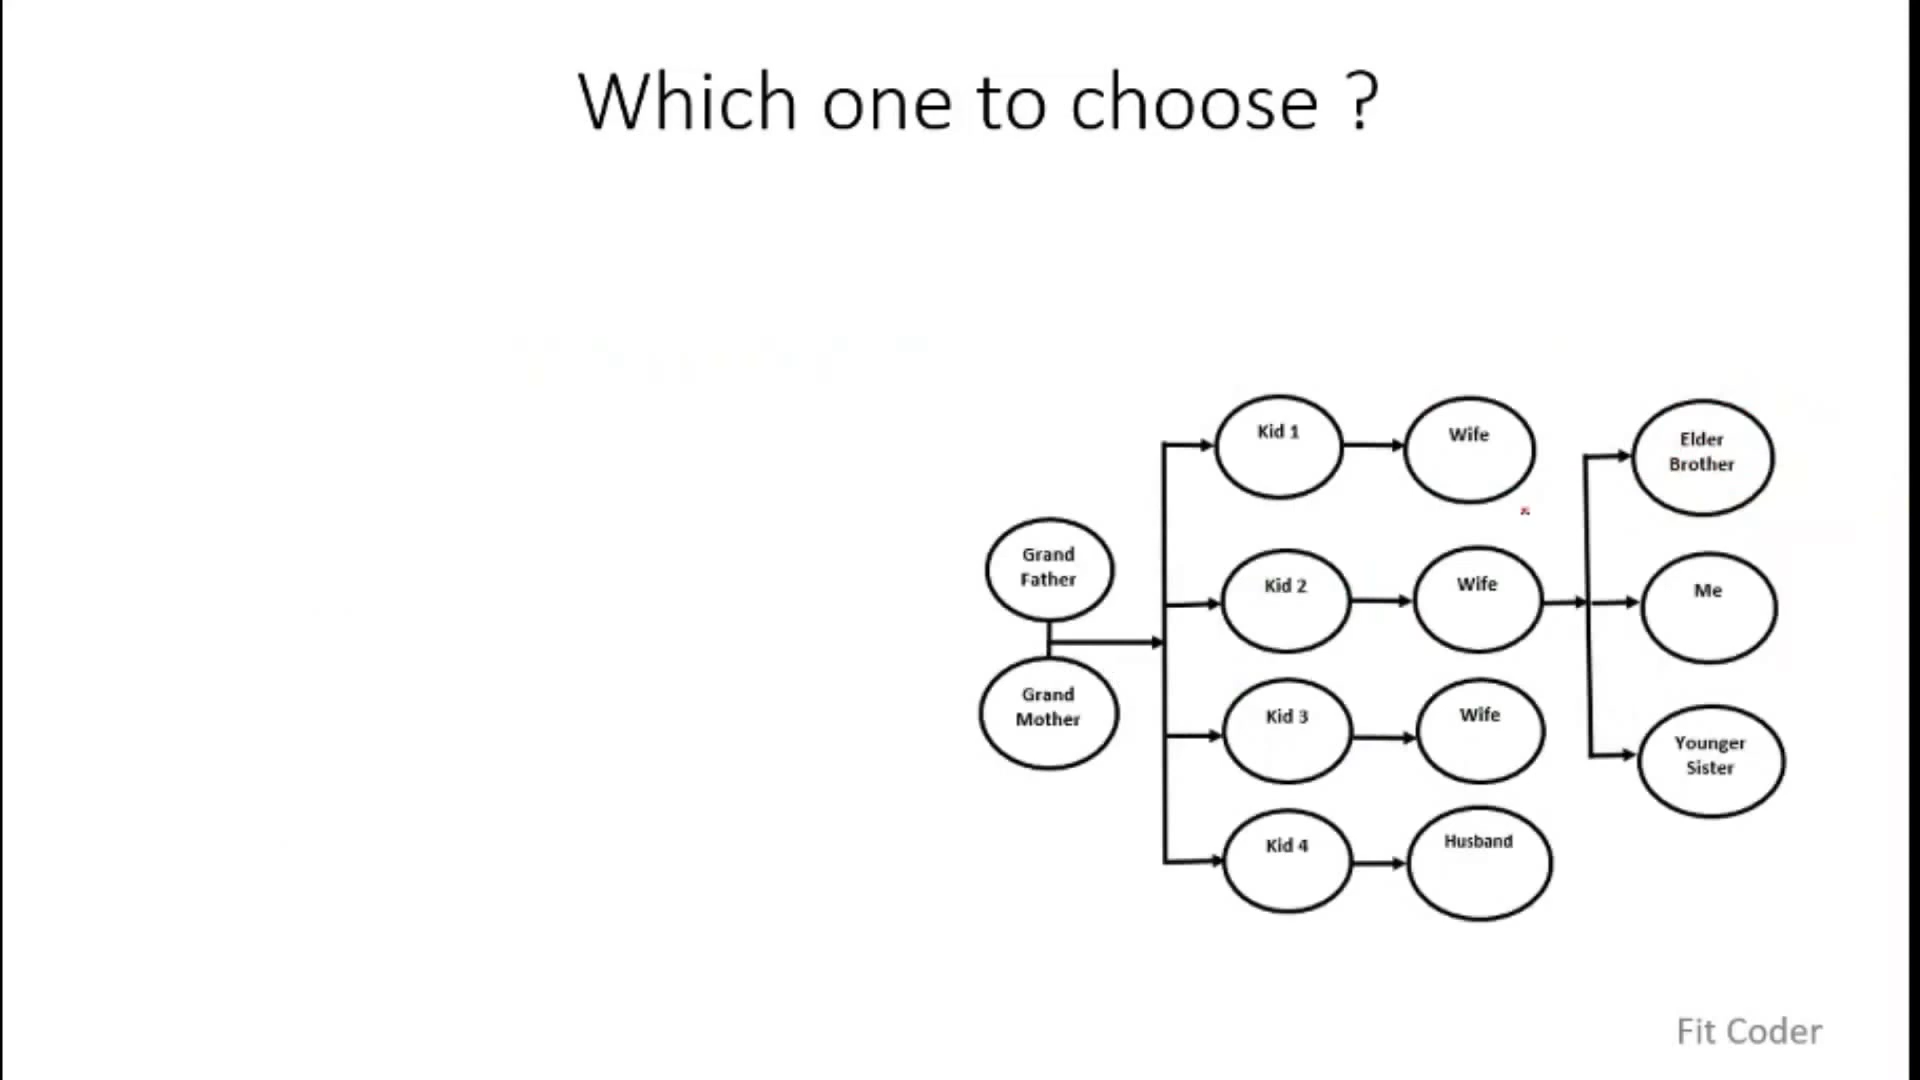 Which one to choose ?
Grand
Father
Grand
Mother
Kid 1
Wife
Kid 2
Wife
Kid 3
Wife
Kid 4
Husband
Elder
Brother
Me
Younger
Sister
Fit Coder